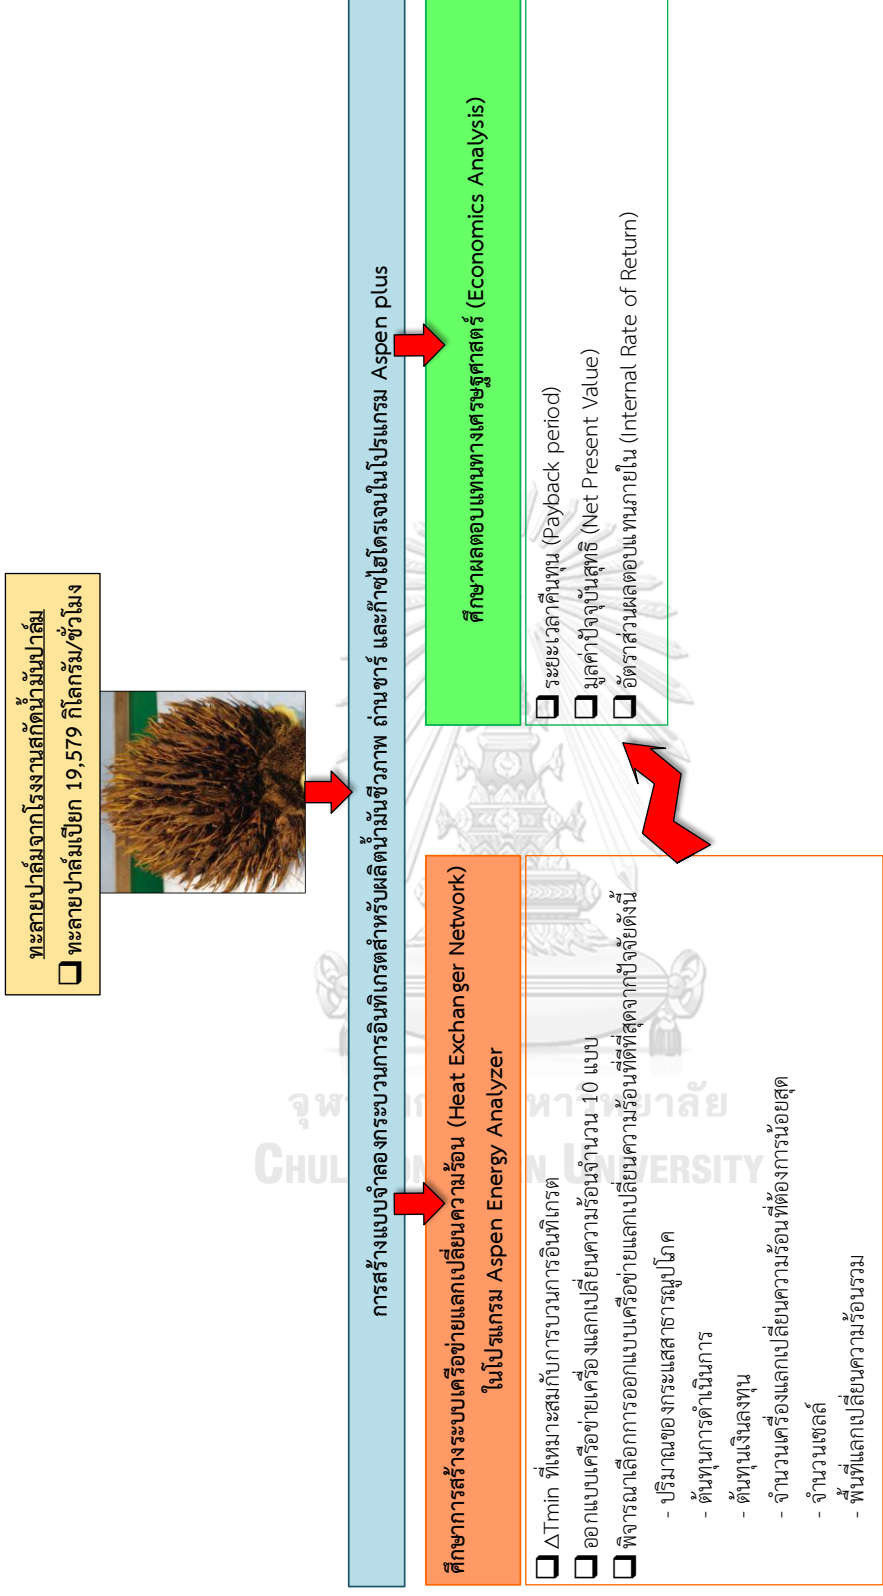 ทะลายปาล์มจากโรงงานสกัดน้ำมันปาล์ม
❑ ทะลายปาล์มเปียก 19,579 กิโลกรัม/ชั่วโมง
การสร้างแบบจำลองกระบวนการอินทิเกรตสำหรับผลิตน้ำมันชีวภาพ ถ่านชาร์ และก๊าซไฮโดรเจนในโปรแกรม Aspen plus
ศึกษาการสร้างระบบเครือข่ายแลกเปลี่ยนความร้อน (Heat Exchanger Network)
ในโปรแกรม Aspen Energy Analyzer
❑ ΔTmin ที่เหมาะสมกับการบวนการอินทิเกรต
❑ ออกแบบเครือข่ายเครื่องแลกเปลี่ยนความร้อนจำนวน 10 แบบ
❑ พิจารณาเลือกการออกแบบเครือข่ายแลกเปลี่ยนความร้อนที่ดีที่สุดจากปัจจัยดังนี้
- ปริมาณของกระแสสาธารณูปโภค
- ต้นทุนการดำเนินการ
- ต้นทุนเงินลงทุน
- จำนวนเครื่องแลกเปลี่ยนความร้อนที่ต้องการน้อยสุด
- จำนวนเซลล์
- พื้นที่แลกเปลี่ยนความร้อนรวม
ศึกษาผลตอบแทนทางเศรษฐศาสตร์ (Economics Analysis)
❑ ระยะเวลาคืนทุน (Payback period)
❑ มูลค่าปัจจุบันสุทธิ (Net Present Value)
❑ อัตราส่วนผลตอบแทนภายใน (Internal Rate of Return)